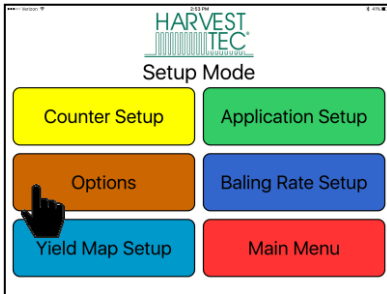 Verizon 2:53 PM 41%
HARVEST
TEC
Setup Mode
Counter Setup Application Setup
Options Baling Rate Setup
Yield Map Setup Main Menu